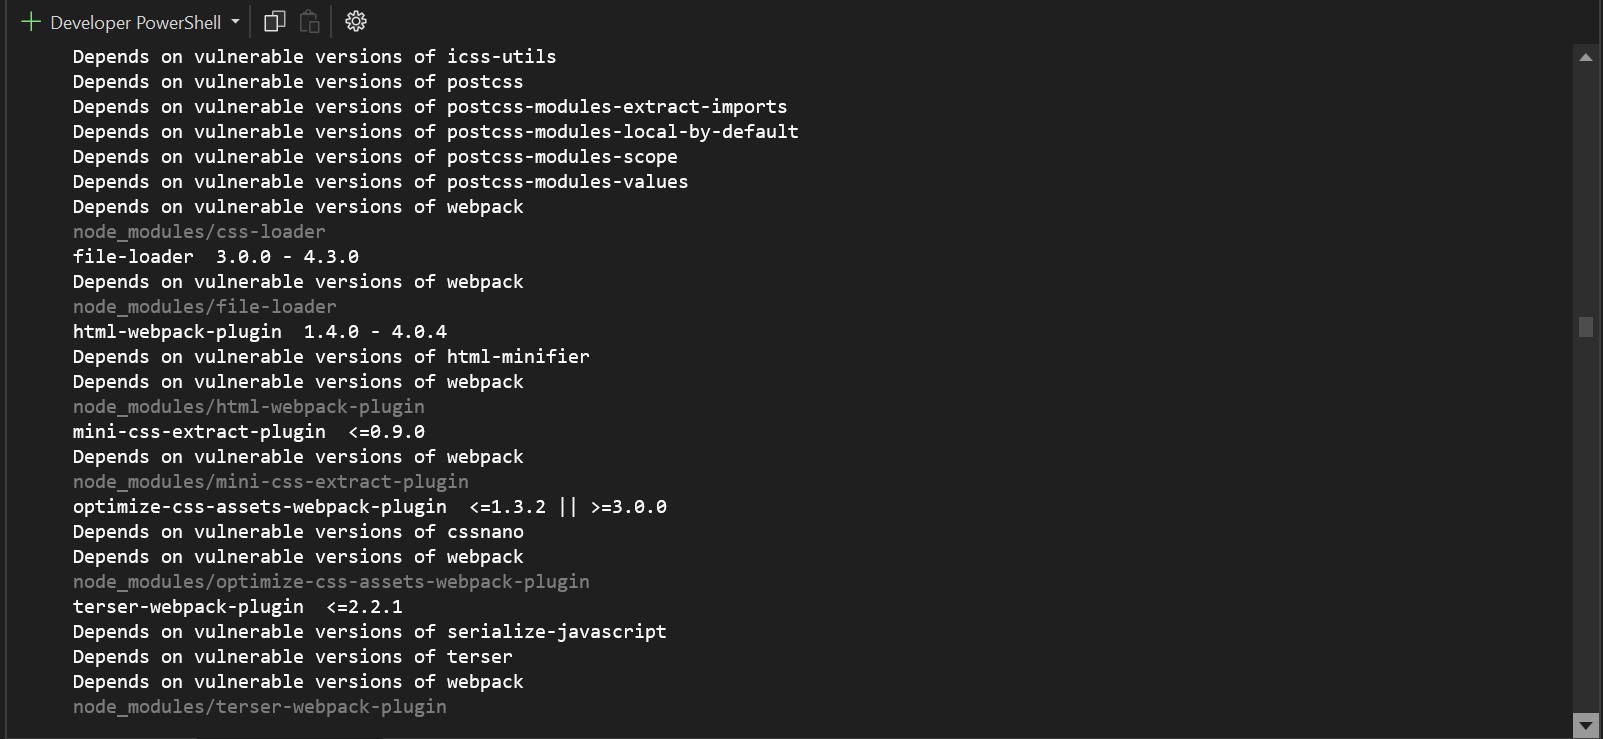 Developer PowerShell
Depends on vulnerable versions of icss-utils
Depends on vulnerable versions of postcss
Depends on vulnerable versions of postcss-modules-extract-imports
Depends on vulnerable versions of postcss-modules-local-by-default
Depends on vulnerable versions of postcss-modules-scope
Depends on vulnerable versions of postcss-modules-values
Depends on vulnerable versions of webpack
node_modules/css-loader
file-loader  3.0.0 - 4.3.0
Depends on vulnerable versions of webpack
node_modules/file-loader
html-webpack-plugin  1.4.0 - 4.0.4
Depends on vulnerable versions of html-minifier
Depends on vulnerable versions of webpack
node_modules/html-webpack-plugin
mini-css-extract-plugin  <=0.9.0
Depends on vulnerable versions of webpack
node_modules/mini-css-extract-plugin
optimize-css-assets-webpack-plugin  <=1.3.2 || >=3.0.0
Depends on vulnerable versions of cssnano
Depends on vulnerable versions of webpack
node_modules/optimize-css-assets-webpack-plugin
terser-webpack-plugin  <=2.2.1
Depends on vulnerable versions of serialize-javascript
Depends on vulnerable versions of terser
Depends on vulnerable versions of webpack
node_modules/terser-webpack-plugin